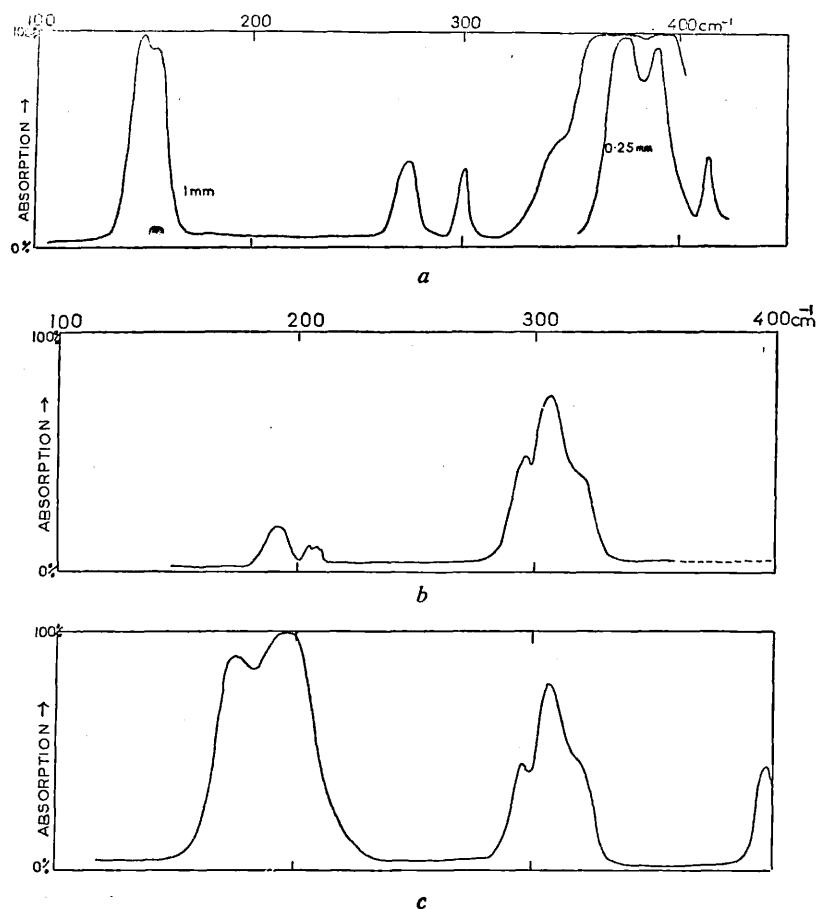 100 200 300 400cm⁻¹
100%
ABSORPTION →
1mm
0.25mm
0%
a
100 200 300 400cm⁻¹
100%
ABSORPTION →
0%
b
100%
ABSORPTION →
0%
c